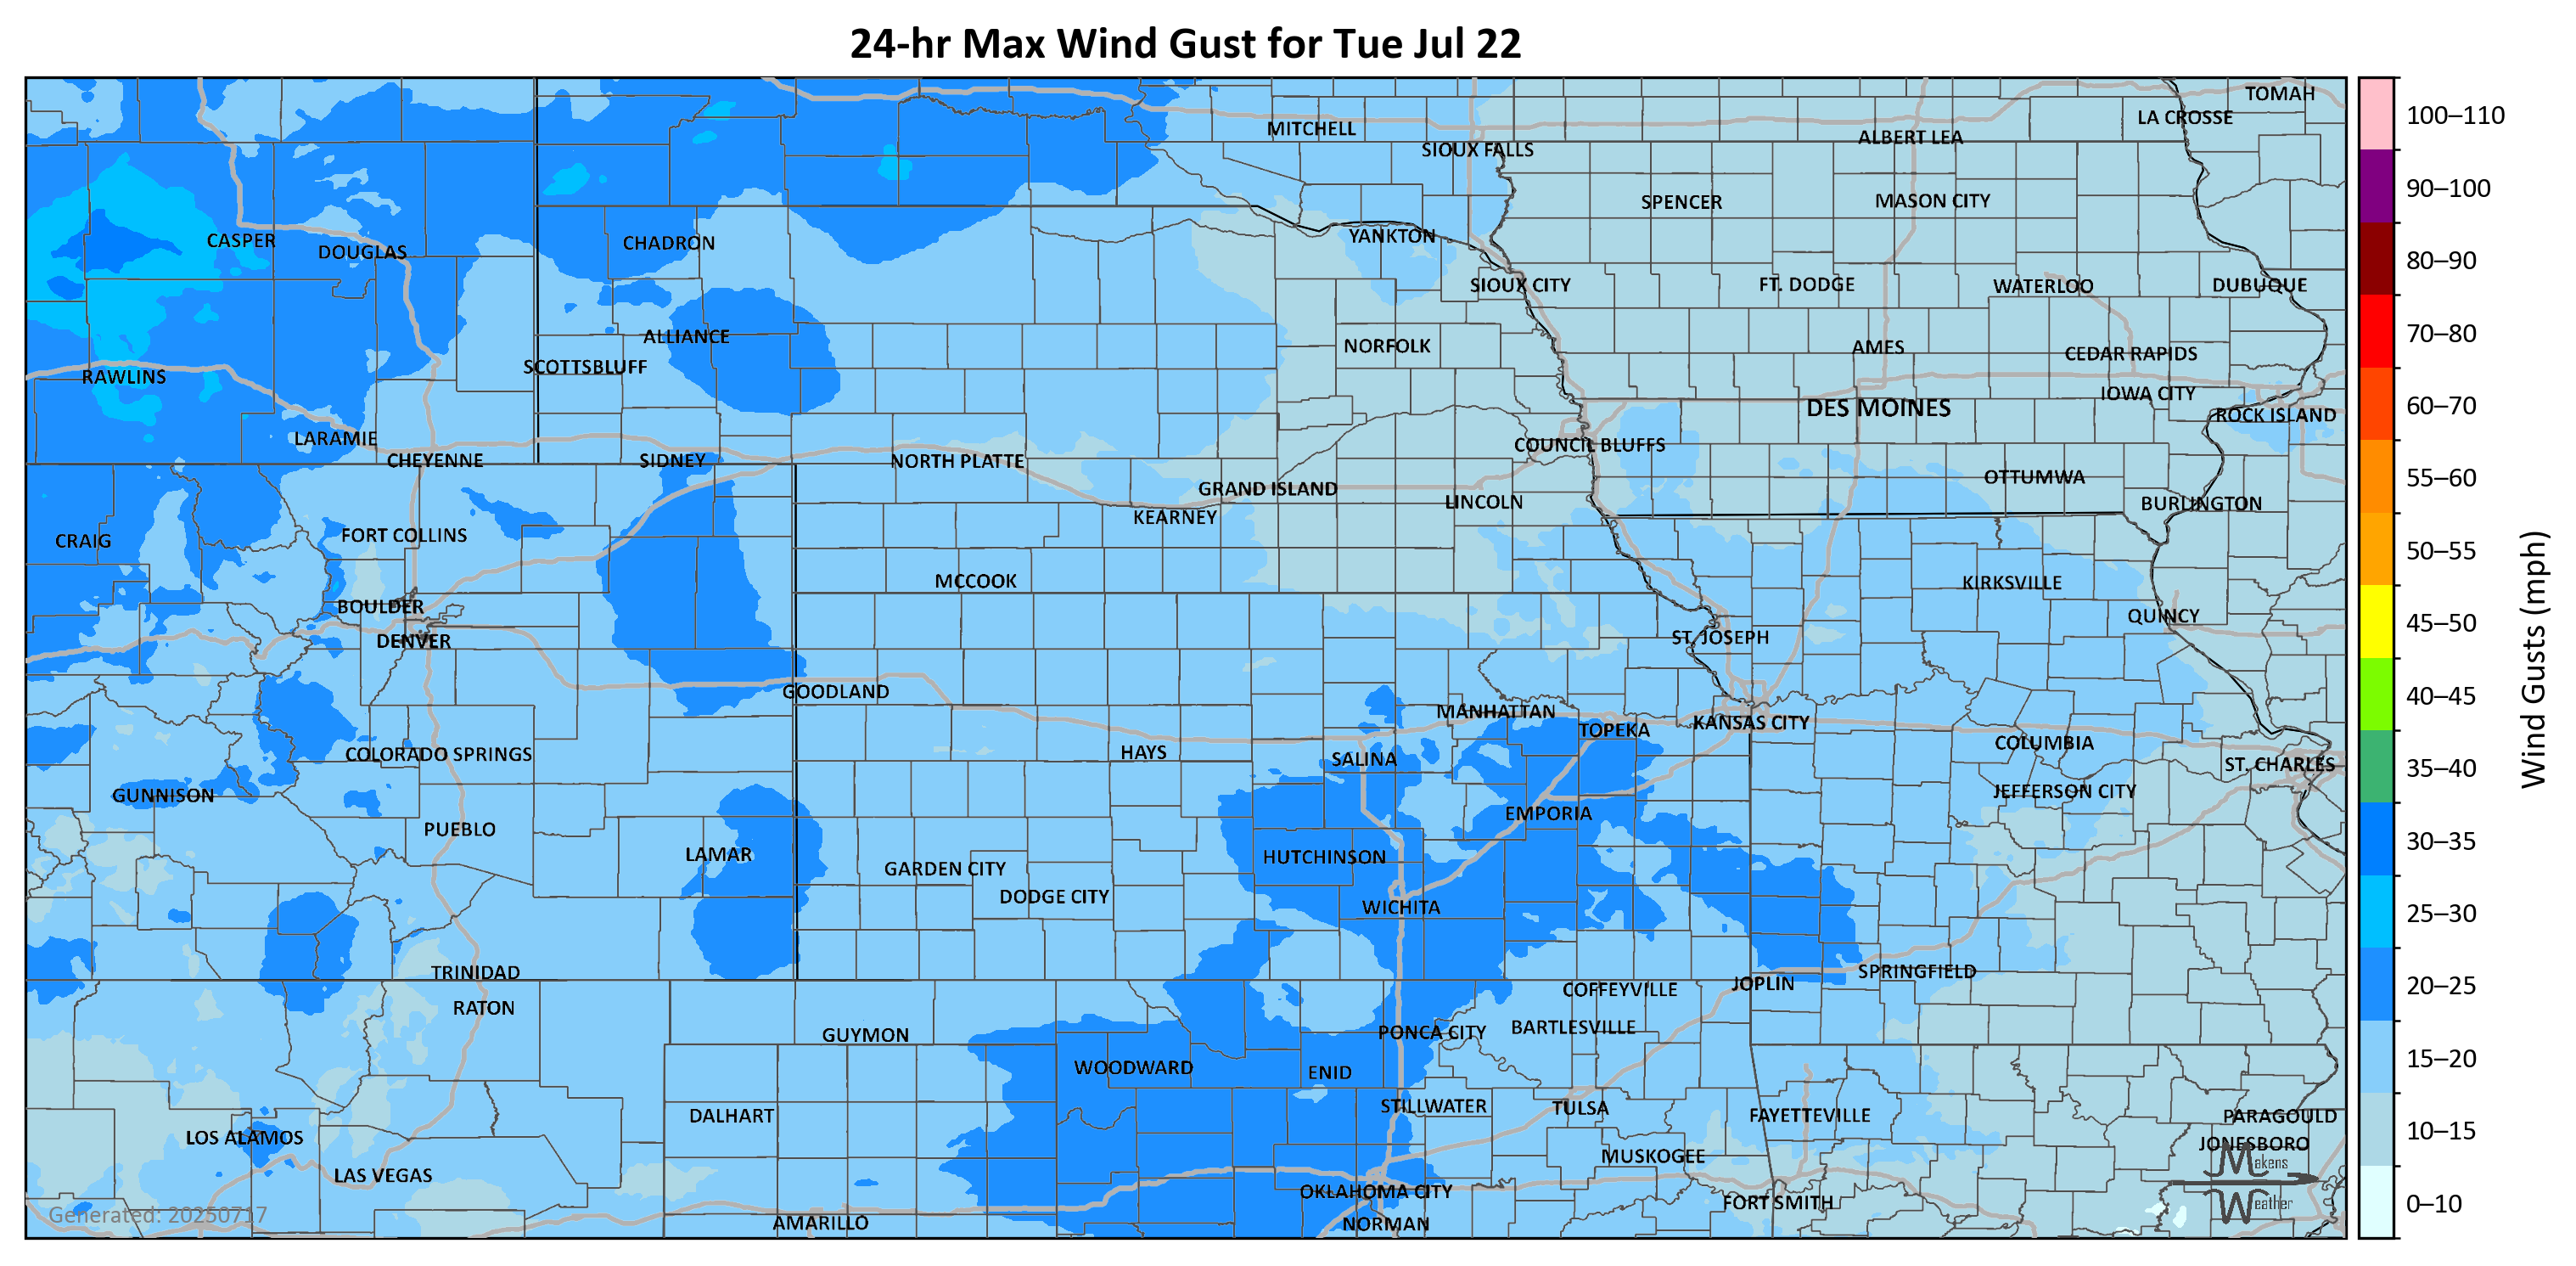 24-hr Max Wind Gust for Tue Jul 22
TOMAH
LA CROSSE
MITCHELL
ALBERT LEA
SIOUX FALLS
SPENCER
MASON CITY
CASPER
DOUGLAS
CHADRON
YANKTON
SIOUX CITY
FT. DODGE
WATERLOO
DUBUQUE
ALLIANCE
NORFOLK
AMES
CEDAR RAPIDS
SCOTTSBLUFF
RAWLINS
IOWA CITY
DES MOINES
ROCK ISLAND
LARAMIE
COUNCIL BLUFFS
CHEYENNE
SIDNEY
NORTH PLATTE
OTTUMWA
GRAND ISLAND
LINCOLN
BURLINGTON
KEARNEY
FORT COLLINS
CRAIG
MCCOOK
KIRKSVILLE
BOULDER
QUINCY
DENVER
ST. JOSEPH
GOODLAND
MANHATTAN
TOPEKA
KANSAS CITY
COLUMBIA
COLORADO SPRINGS
HAYS
SALINA
ST. CHARLES
GUNNISON
JEFFERSON CITY
EMPORIA
PUEBLO
LAMAR
HUTCHINSON
GARDEN CITY
DODGE CITY
WICHITA
TRINIDAD
SPRINGFIELD
JOPLIN
COFFEYVILLE
RATON
GUYMON
PONCA CITY
BARTLESVILLE
WOODWARD
ENID
STILLWATER
TULSA
DALHART
FAYETTEVILLE
PARAGOULD
LOS ALAMOS
JONESBORO
MUSKOGEE
LAS VEGAS
OKLAHOMA CITY
FORT SMITH
AMARILLO
NORMAN
Generated: 20250717
Makens
Weather
100–110
90–100
80–90
70–80
60–70
55–60
50–55
45–50
40–45
35–40
30–35
25–30
20–25
15–20
10–15
0–10
Wind Gusts (mph)